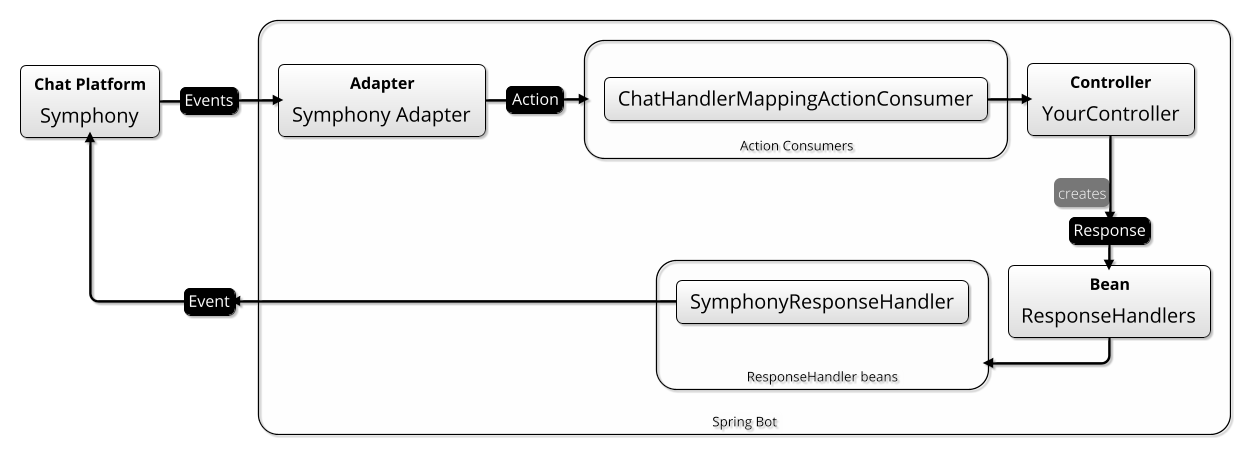 Chat Platform
Symphony
Events
Adapter
Symphony Adapter
Action
ChatHandlerMappingActionConsumer
Action Consumers
Controller
YourController
creates
Response
Bean
ResponseHandlers
SymphonyResponseHandler
ResponseHandler beans
Event
Spring Bot